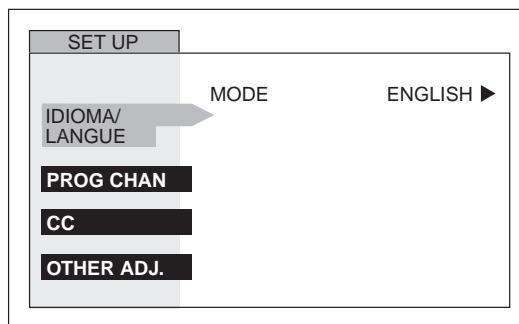 SET UP
MODE ENGLISH ▶
IDIOMA/
LANGUE
PROG CHAN
CC
OTHER ADJ.